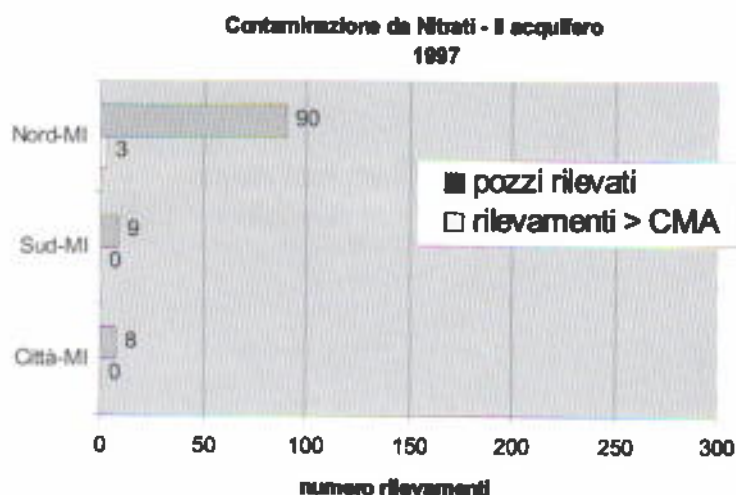 Contaminazione da Nitrati - II acquifero
1997
Nord-MI
90
3
Sud-MI
9
0
Città-MI
8
0
pozzi rilevati
rilevamenti > CMA
0 50 100 150 200 250 300
numero rilevamenti